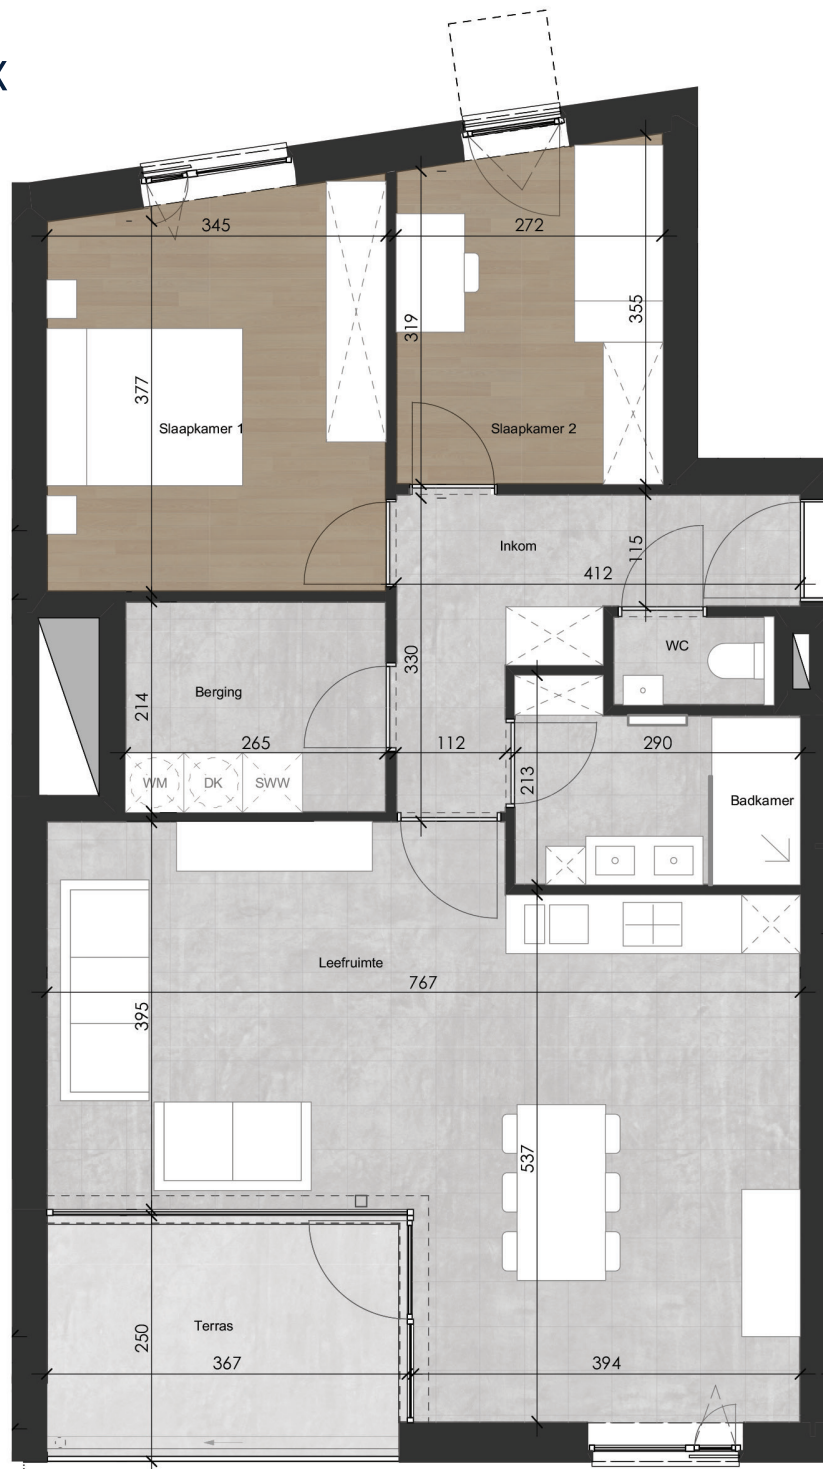 X
345
272
319
355
377
Slaapkamer 1
Slaapkamer 2
Inkom
115
412
WC
330
Berging
214
265
112
290
213
WM
DK
SWW
Badkamer
Leefruimte
767
395
537
Terras
250
367
394